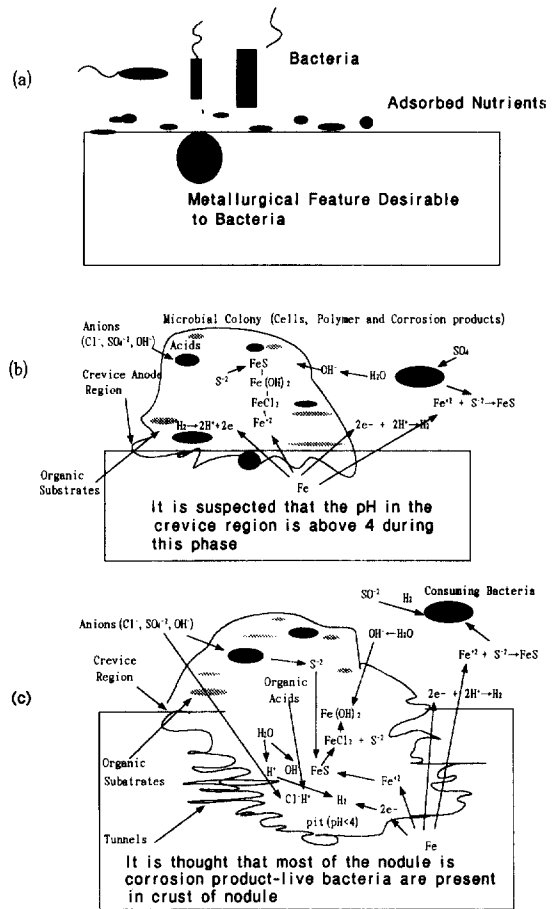 (a)
Bacteria
Adsorbed Nutrients
Metallurgical Feature Desirable
to Bacteria
(b)
Microbial Colony (Cells, Polymer and Corrosion products)
Anions
(Cl⁻, SO₄⁻², OH⁻)
Acids
Crevice Anode
Region
S⁻²
FeS
Fe(OH)₂
FeCl₂
Fe⁺²
OH⁻
H₂O
SO₄
Fe⁺² + S⁻²→FeS
H₂→2H⁺+2e
2e- + 2H⁺→H₂
Organic
Substrates
Fe
It is suspected that the pH in the
crevice region is above 4 during
this phase
(c)
SO⁻²
H₂
Consuming Bacteria
Anions(Cl⁻, SO₄⁻², OH⁻)
OH⁻←H₂O
Fe⁺² + S⁻²→FeS
Crevice
Region
S⁻²
Organic
Acids
2e- + 2H⁺→H₂
Fe(OH)₂
FeCl₂ + S⁻²
H₂O
Organic
Substrates
H⁺
OH
FeS
Fe⁺²
Cl⁻H⁺
H₂
2e-
Tunnels
pit(pH<4)
Fe
It is thought that most of the nodule is
corrosion product-live bacteria are present
in crust of nodule